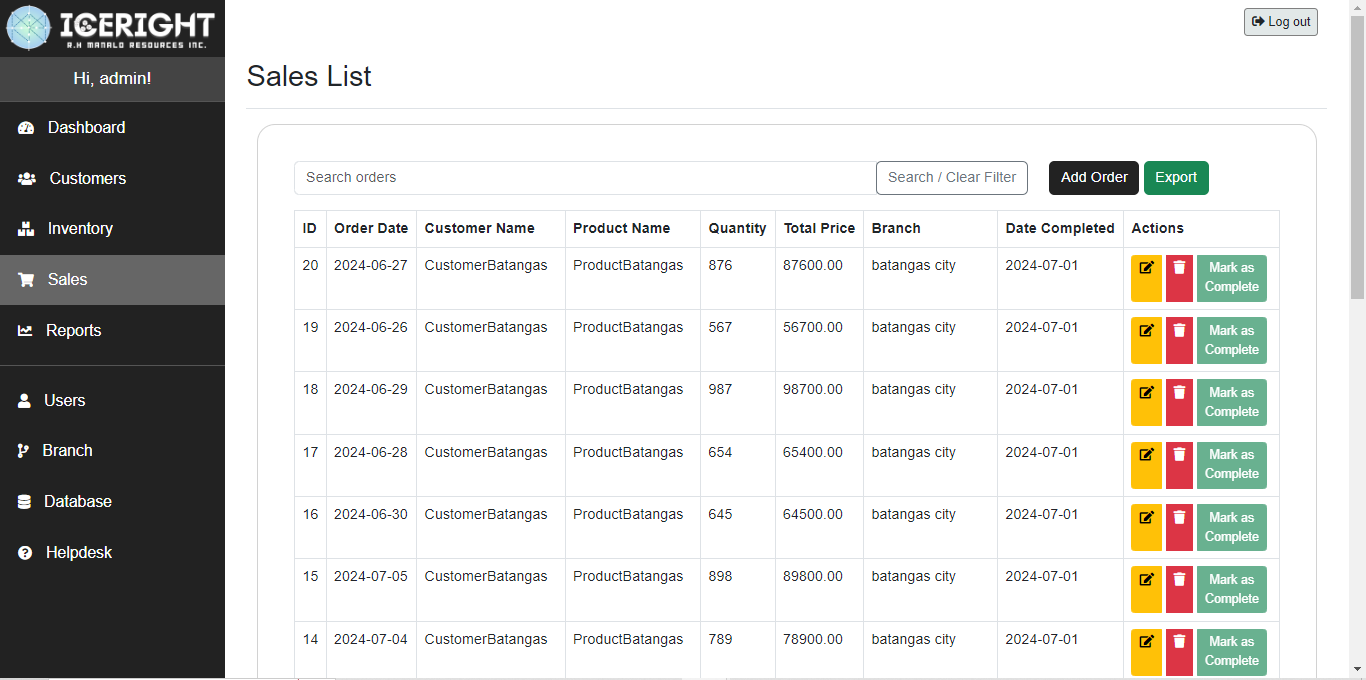 ICERIGHT
R.H MANALO RESOURCES INC.
Log out
Hi, admin!
Dashboard
Customers
Inventory
Sales
Reports
Users
Branch
Database
Helpdesk
Sales List
Search orders Search / Clear Filter Add Order Export
ID Order Date Customer Name Product Name Quantity Total Price Branch Date Completed Actions
20 2024-06-27 CustomerBatangas ProductBatangas 876 87600.00 batangas city 2024-07-01 Mark as
Complete
19 2024-06-26 CustomerBatangas ProductBatangas 567 56700.00 batangas city 2024-07-01 Mark as
Complete
18 2024-06-29 CustomerBatangas ProductBatangas 987 98700.00 batangas city 2024-07-01 Mark as
Complete
17 2024-06-28 CustomerBatangas ProductBatangas 654 65400.00 batangas city 2024-07-01 Mark as
Complete
16 2024-06-30 CustomerBatangas ProductBatangas 645 64500.00 batangas city 2024-07-01 Mark as
Complete
15 2024-07-05 CustomerBatangas ProductBatangas 898 89800.00 batangas city 2024-07-01 Mark as
Complete
14 2024-07-04 CustomerBatangas ProductBatangas 789 78900.00 batangas city 2024-07-01 Mark as
Complete